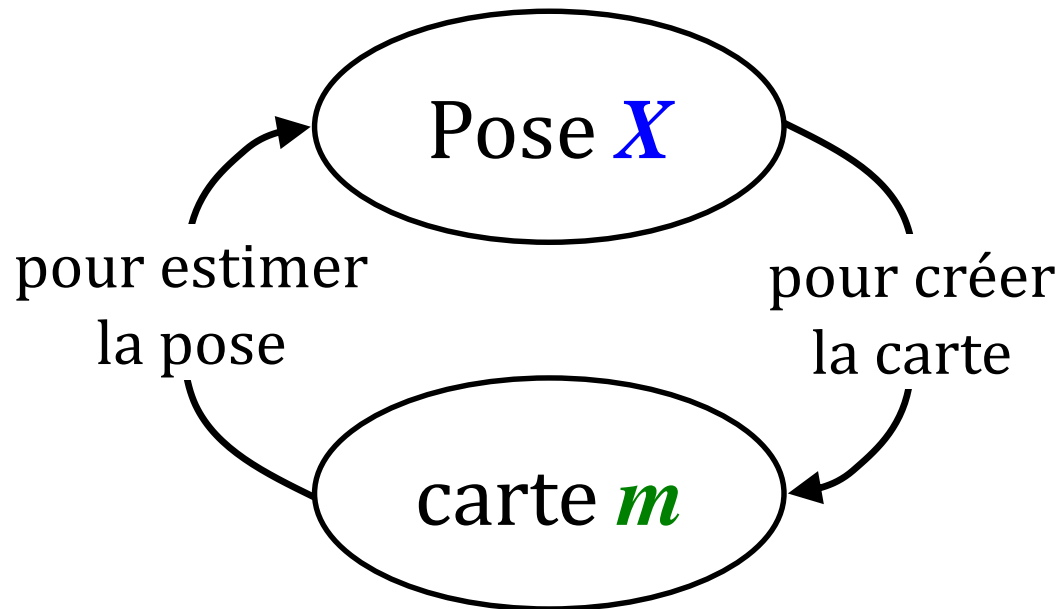 Pose X
pour estimer
la pose
pour créer
la carte
carte m